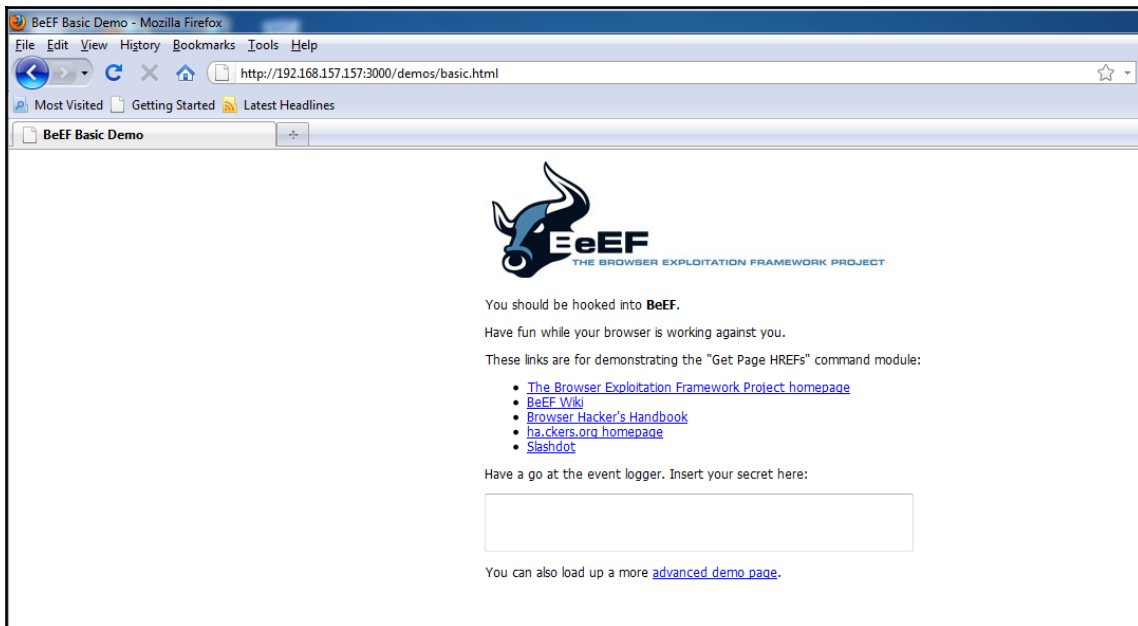 BeEF Basic Demo - Mozilla Firefox
File Edit View History Bookmarks Tools Help
http://192.168.157.157:3000/demos/basic.html
Most Visited Getting Started Latest Headlines
BeEF Basic Demo
BeEF
THE BROWSER EXPLOITATION FRAMEWORK PROJECT
You should be hooked into BeEF.
Have fun while your browser is working against you.
These links are for demonstrating the "Get Page HREFs" command module:
The Browser Exploitation Framework Project homepage
BeEF Wiki
Browser Hacker's Handbook
ha.ckers.org homepage
Slashdot
Have a go at the event logger. Insert your secret here:
You can also load up a more advanced demo page.